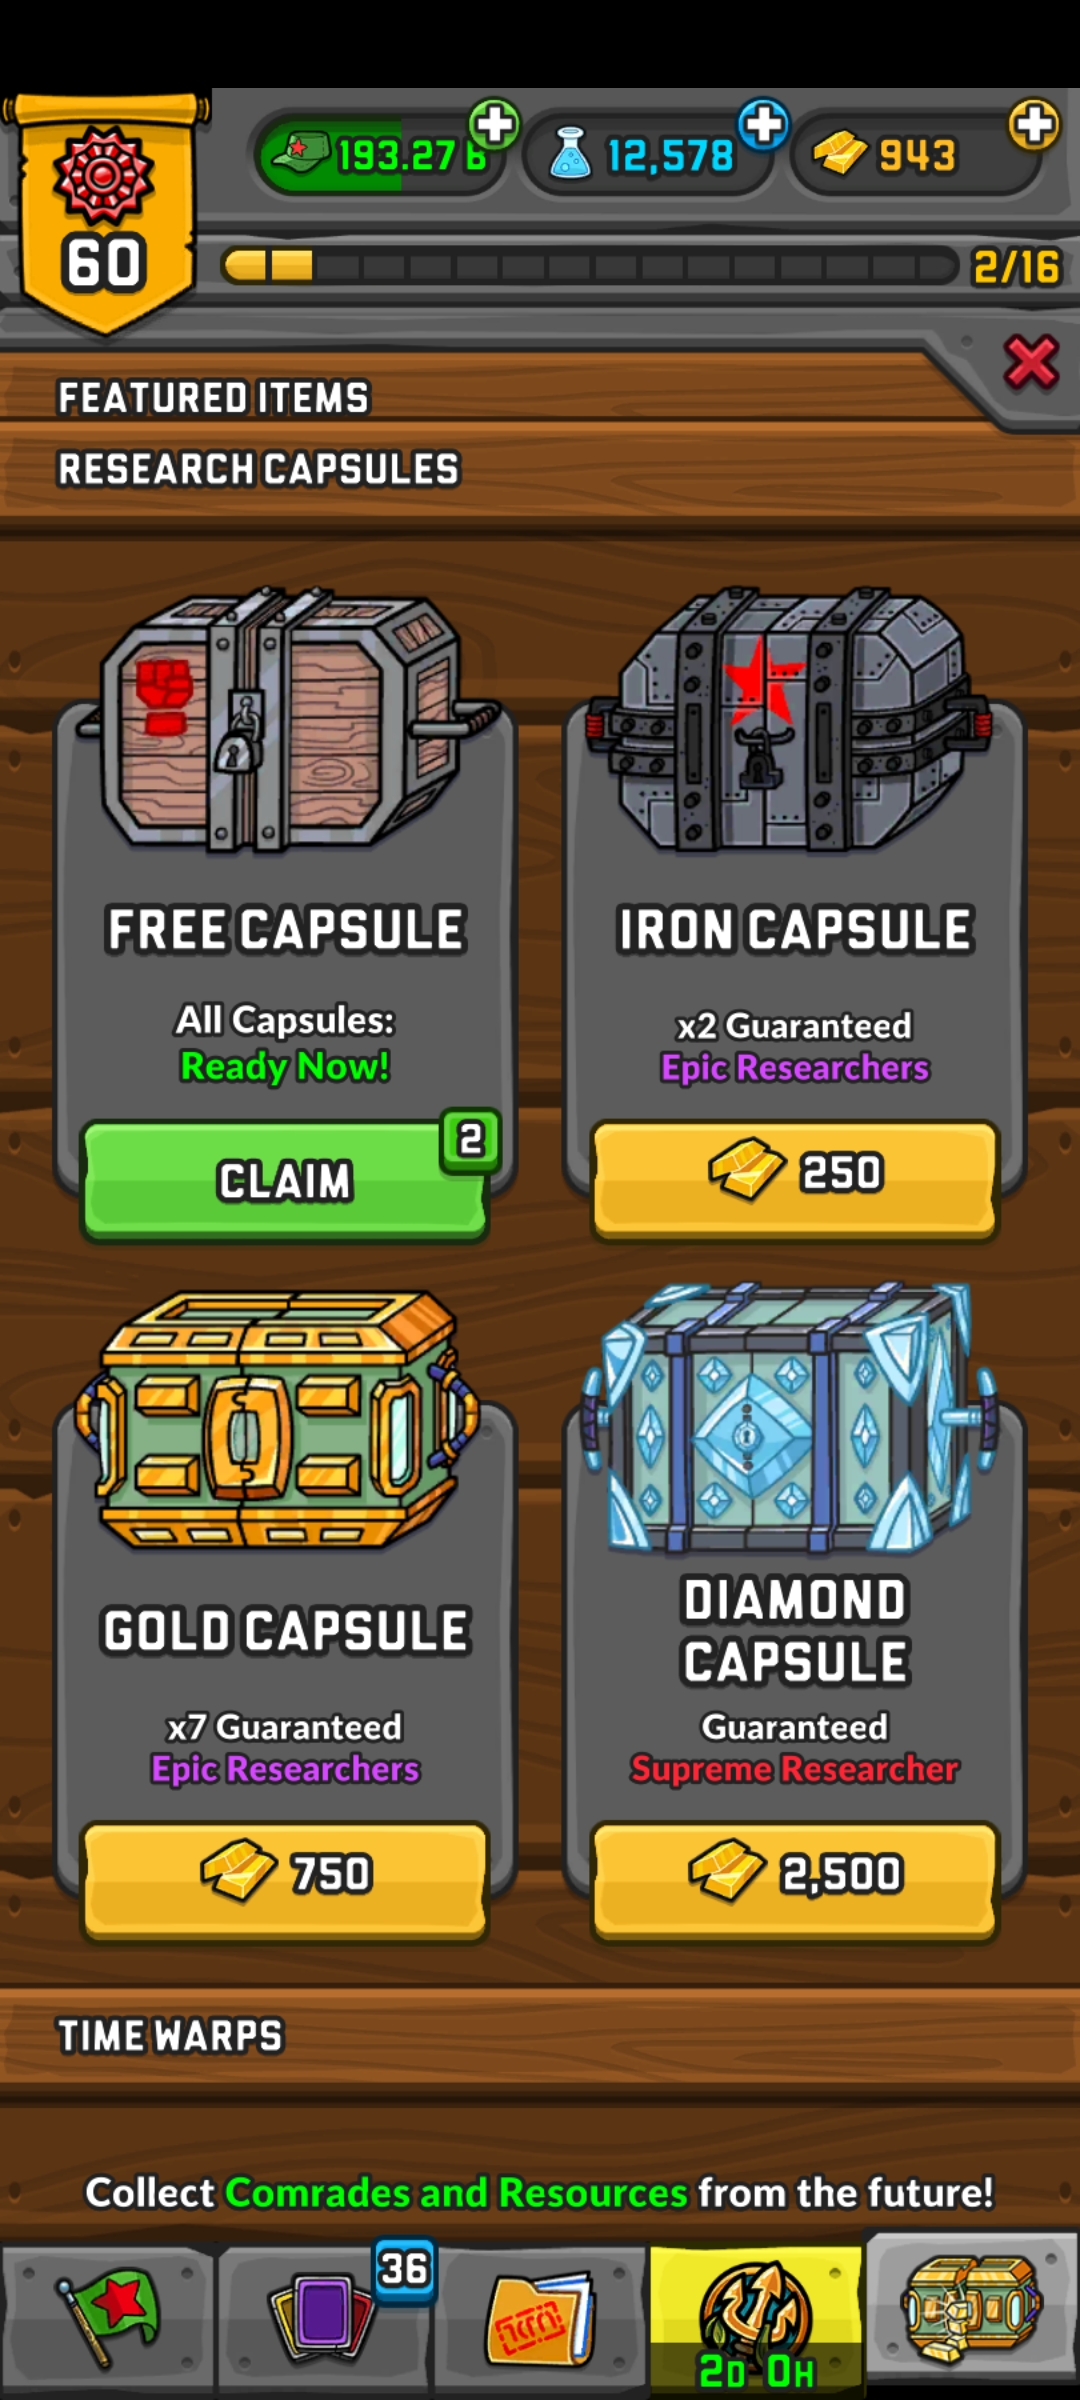 193.27 B
12,578
943
60
2/16
FEATURED ITEMS
RESEARCH CAPSULES
FREE CAPSULE
All Capsules:
Ready Now!
CLAIM
2
IRON CAPSULE
x2 Guaranteed
Epic Researchers
250
GOLD CAPSULE
x7 Guaranteed
Epic Researchers
750
DIAMOND
CAPSULE
Guaranteed
Supreme Researcher
2,500
TIME WARPS
Collect Comrades and Resources from the future!
36
2D 0H